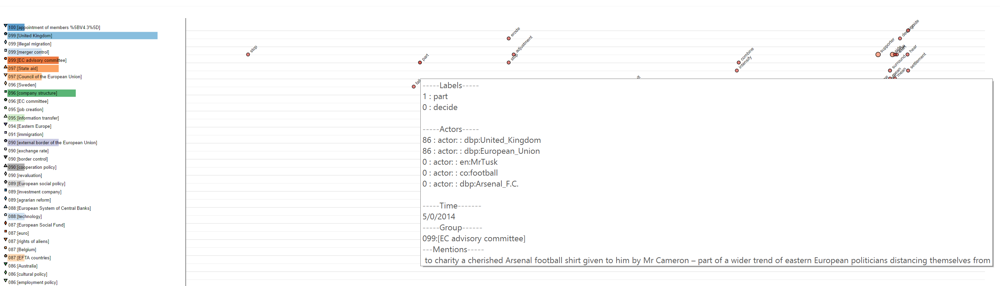 100:[appointment of members %5BV4.3%5D]
099:[United Kingdom]
099:[illegal migration]
099:[merger control]
099:[EC advisory committee]
097:[State aid]
097:[Council of the European Union]
096:[Sweden]
096:[company structure]
096:[EC committee]
095:[job creation]
095:[information transfer]
094:[Eastern Europe]
091:[immigration]
090:[external border of the European Union]
090:[exchange rate]
090:[border control]
090:[cooperation policy]
090:[revaluation]
089:[European social policy]
089:[investment company]
089:[agrarian reform]
088:[European System of Central Banks]
088:[technology]
087:[European Social Fund]
087:[euro]
087:[rights of aliens]
087:[Belgium]
087:[EFTA countries]
086:[Australia]
086:[cultural policy]
086:[employment policy]
stop
part
fall
erode
adjustment
stop
combine
intensify
supporter
side
start
hear
surround
settlement
mean
mean
-----Labels-----
1 : part
0 : decide
-----Actors-----
86 : actor: : dbp:United_Kingdom
86 : actor: : dbp:European_Union
0 : actor: : en:MrTusk
0 : actor: : co:football
0 : actor: : dbp:Arsenal_F.C.
-----Time-------
5/0/2014
-----Group------
099:[EC advisory committee]
---Mentions-----
to charity a cherished Arsenal football shirt given to him by Mr Cameron – part of a wider trend of eastern European politicians distancing themselves from